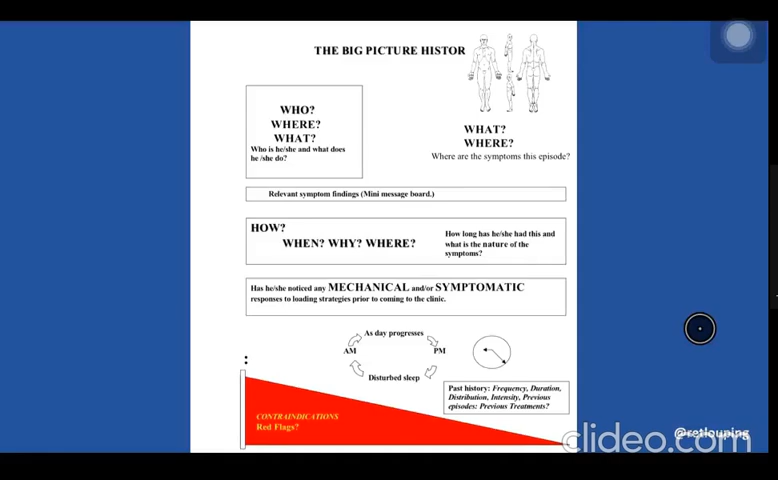 THE BIG PICTURE HISTOR
WHO?
WHERE?
WHAT?
Who is he/she and what does
he /she do?
WHAT?
WHERE?
Where are the symptoms this episode?
Relevant symptom findings (Mini message board.)
HOW?
WHEN? WHY? WHERE?
How long has he/she had this and
what is the nature of the
symptoms?
Has he/she noticed any MECHANICAL and/or SYMPTOMATIC
responses to loading strategies prior to coming to the clinic.
As day progresses
AM
PM
Disturbed sleep
:
Past history: Frequency, Duration,
Distribution, Intensity, Previous
episodes: Previous Treatments?
CONTRAINDICATIONS
Red Flags?
@retlouping
clideo.com